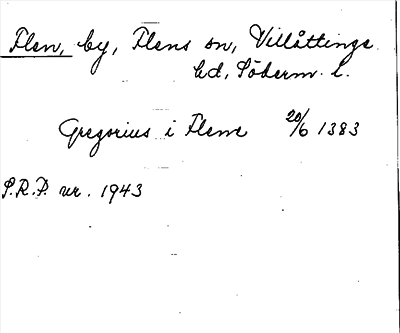 Flen, by, Flens sn, Villåttinge
hd, Söderm. l.
Gregorius i Flene 20/6 1383
S.R.P. nr. 1943